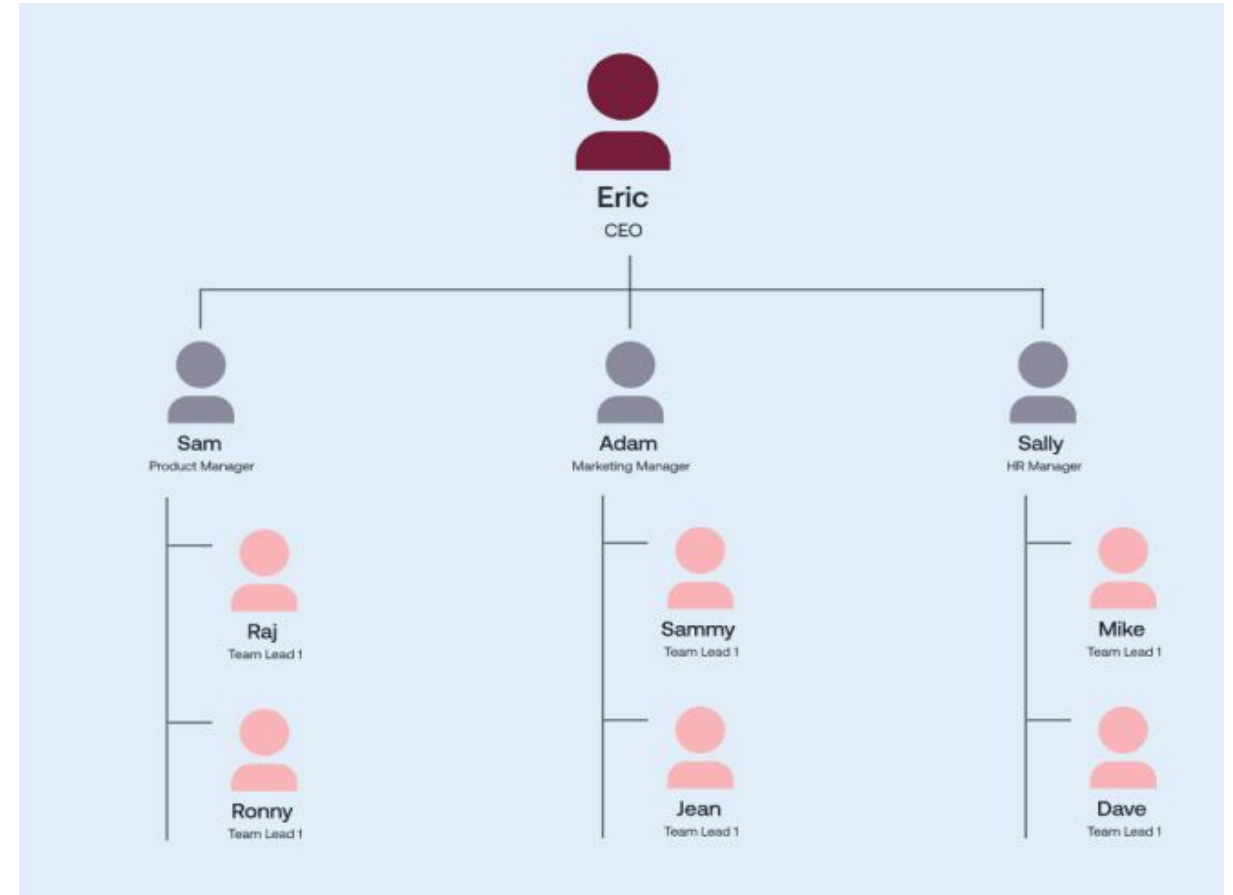 Eric
CEO
Sam
Product Manager
Adam
Marketing Manager
Sally
HR Manager
Raj
Team Lead 1
Sammy
Team Lead 1
Mike
Team Lead 1
Ronny
Team Lead 1
Jean
Team Lead 1
Dave
Team Lead 1